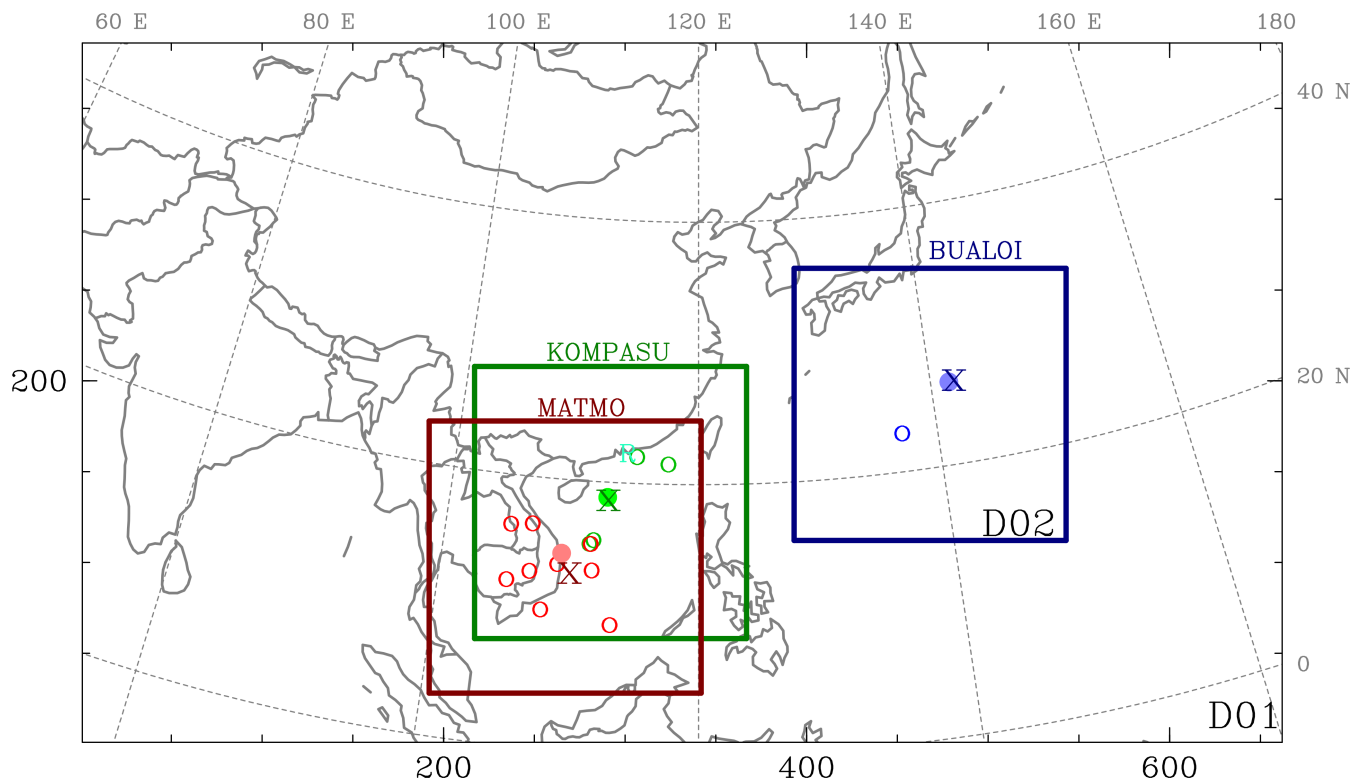 60 E 80 E 100 E 120 E 140 E 160 E 180
40 N
BUALOI
KOMPASU
20 N
200
X
MATMO
O
R O
O
X
O O
D02
O O
O
O X O
O
O
O
0
D01
200 400 600